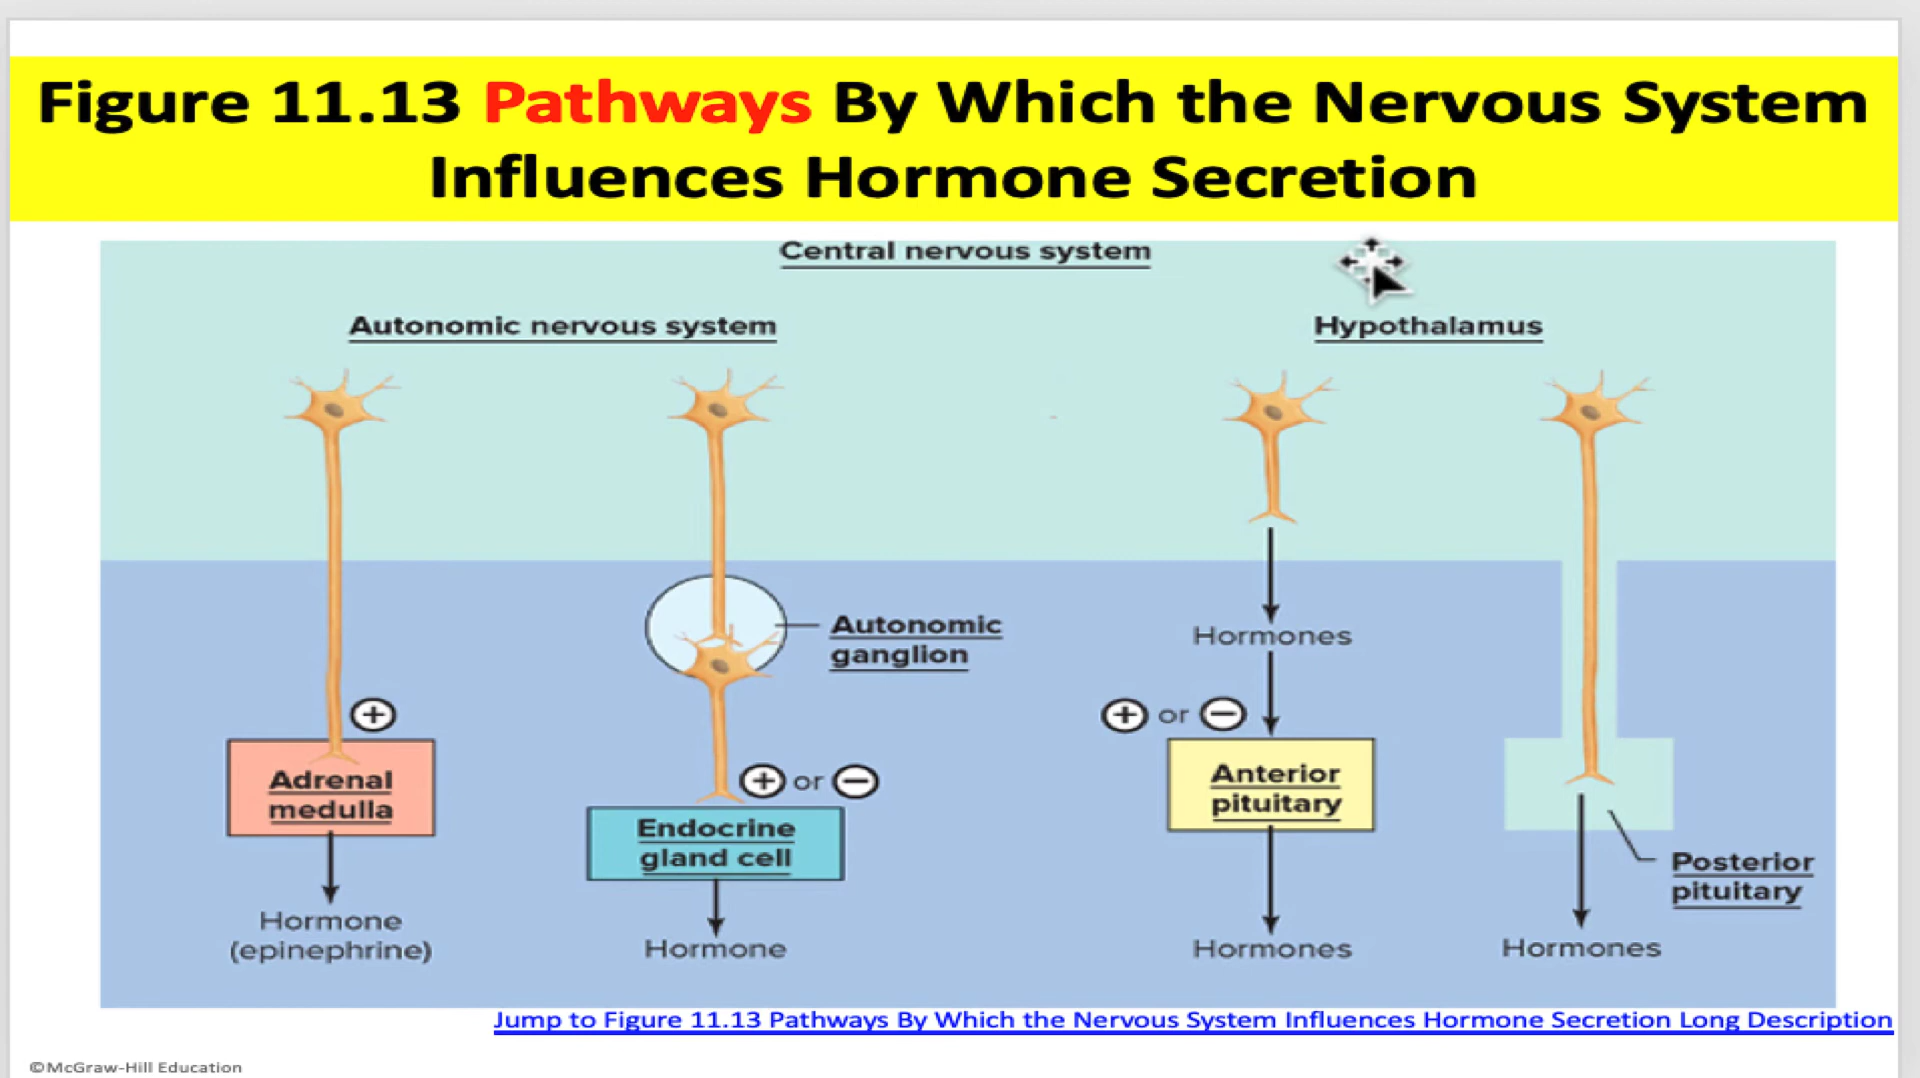 Figure 11.13 Pathways By Which the Nervous System
Influences Hormone Secretion
Central nervous system
Autonomic nervous system
Hypothalamus
Autonomic
ganglion
Hormones
+
+ or −
Adrenal
medulla
Anterior
pituitary
+ or −
Endocrine
gland cell
Posterior
pituitary
Hormone
(epinephrine)
Hormone
Hormones
Hormones
Jump to Figure 11.13 Pathways By Which the Nervous System Influences Hormone Secretion Long Description
©McGraw-Hill Education